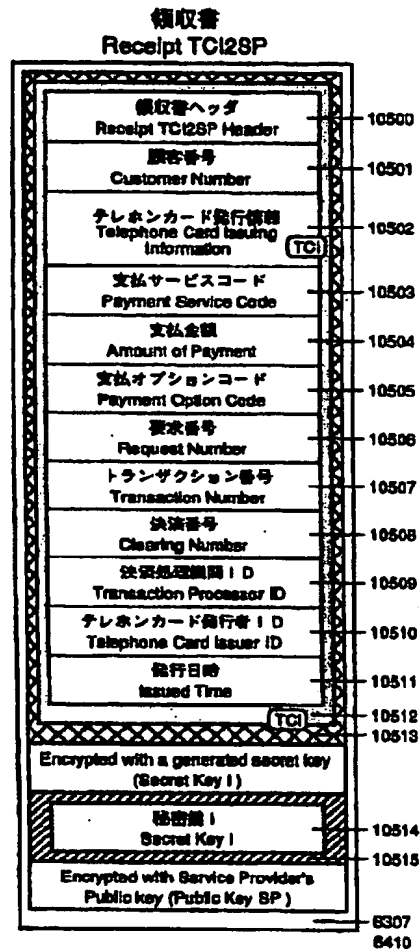 領収書
Receipt TCI2SP
領収書ヘッダ
Receipt TCI2SP Header
10500
顧客番号
Customer Number
10501
テレホンカード発行情報
Telephone Card Issuing
Information
TCI
10502
支払サービスコード
Payment Service Code
10503
支払金額
Amount of Payment
10504
支払オプションコード
Payment Option Code
10505
要求番号
Request Number
10506
トランザクション番号
Transaction Number
10507
決済番号
Clearing Number
10508
決済処理機関ID
Transaction Processor ID
10509
テレホンカード発行者ID
Telephone Card Issuer ID
10510
発行日時
Issued Time
10511
TCI
10512
10513
Encrypted with a generated secret key
(Secret Key I)
秘密鍵I
Secret Key I
10514
10515
Encrypted with Service Provider's
Public key (Public Key SP)
6307
6410